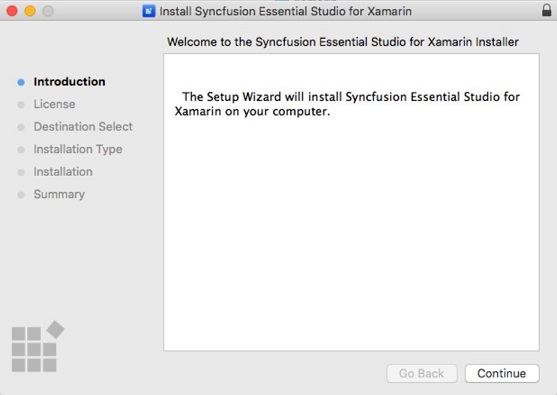 Install Syncfusion Essential Studio for Xamarin
Welcome to the Syncfusion Essential Studio for Xamarin Installer
Introduction
License
Destination Select
Installation Type
Installation
Summary
The Setup Wizard will install Syncfusion Essential Studio for
Xamarin on your computer.
Go Back
Continue